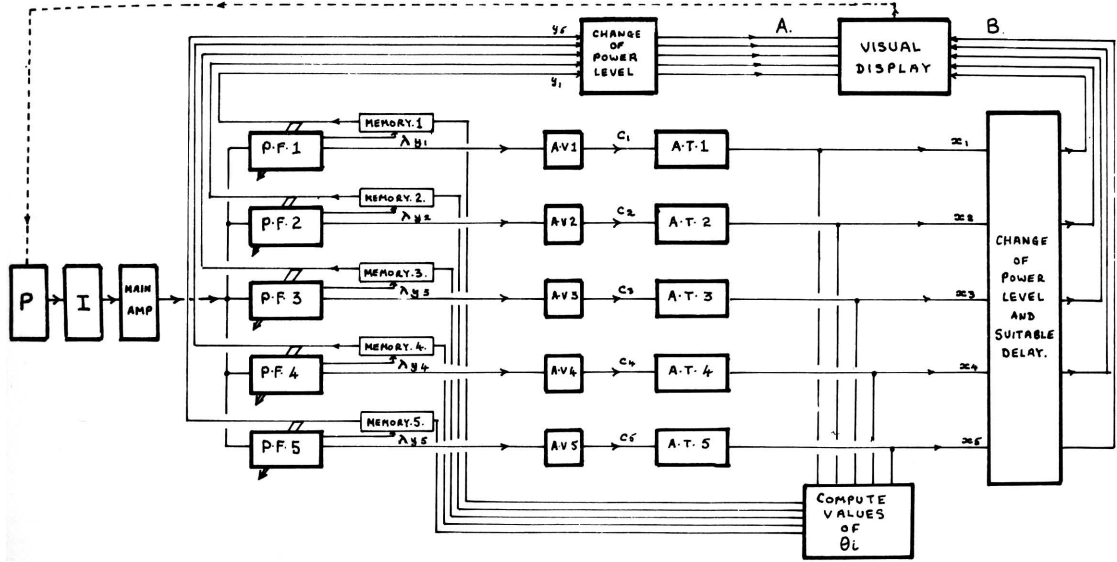 A.
B.
y5
CHANGE
OF
POWER
LEVEL
y1
VISUAL
DISPLAY
MEMORY.1
P.F.1
λy1
A.V1
C1
A.T.1
x1
MEMORY.2.
P.F.2
λy2
A.V2
C2
A.T.2
x2
MEMORY.3.
P.F.3
λy3
A.V3
C3
A.T.3
x3
MEMORY.4.
P.F.4
λy4
A.V4
C4
A.T.4
x4
MEMORY.5.
P.F.5
λy5
A.V5
C5
A.T.5
x5
P
I
MAIN
AMP
CHANGE
OF
POWER
LEVEL
AND
SUITABLE
DELAY.
COMPUTE
VALUES
OF
θi